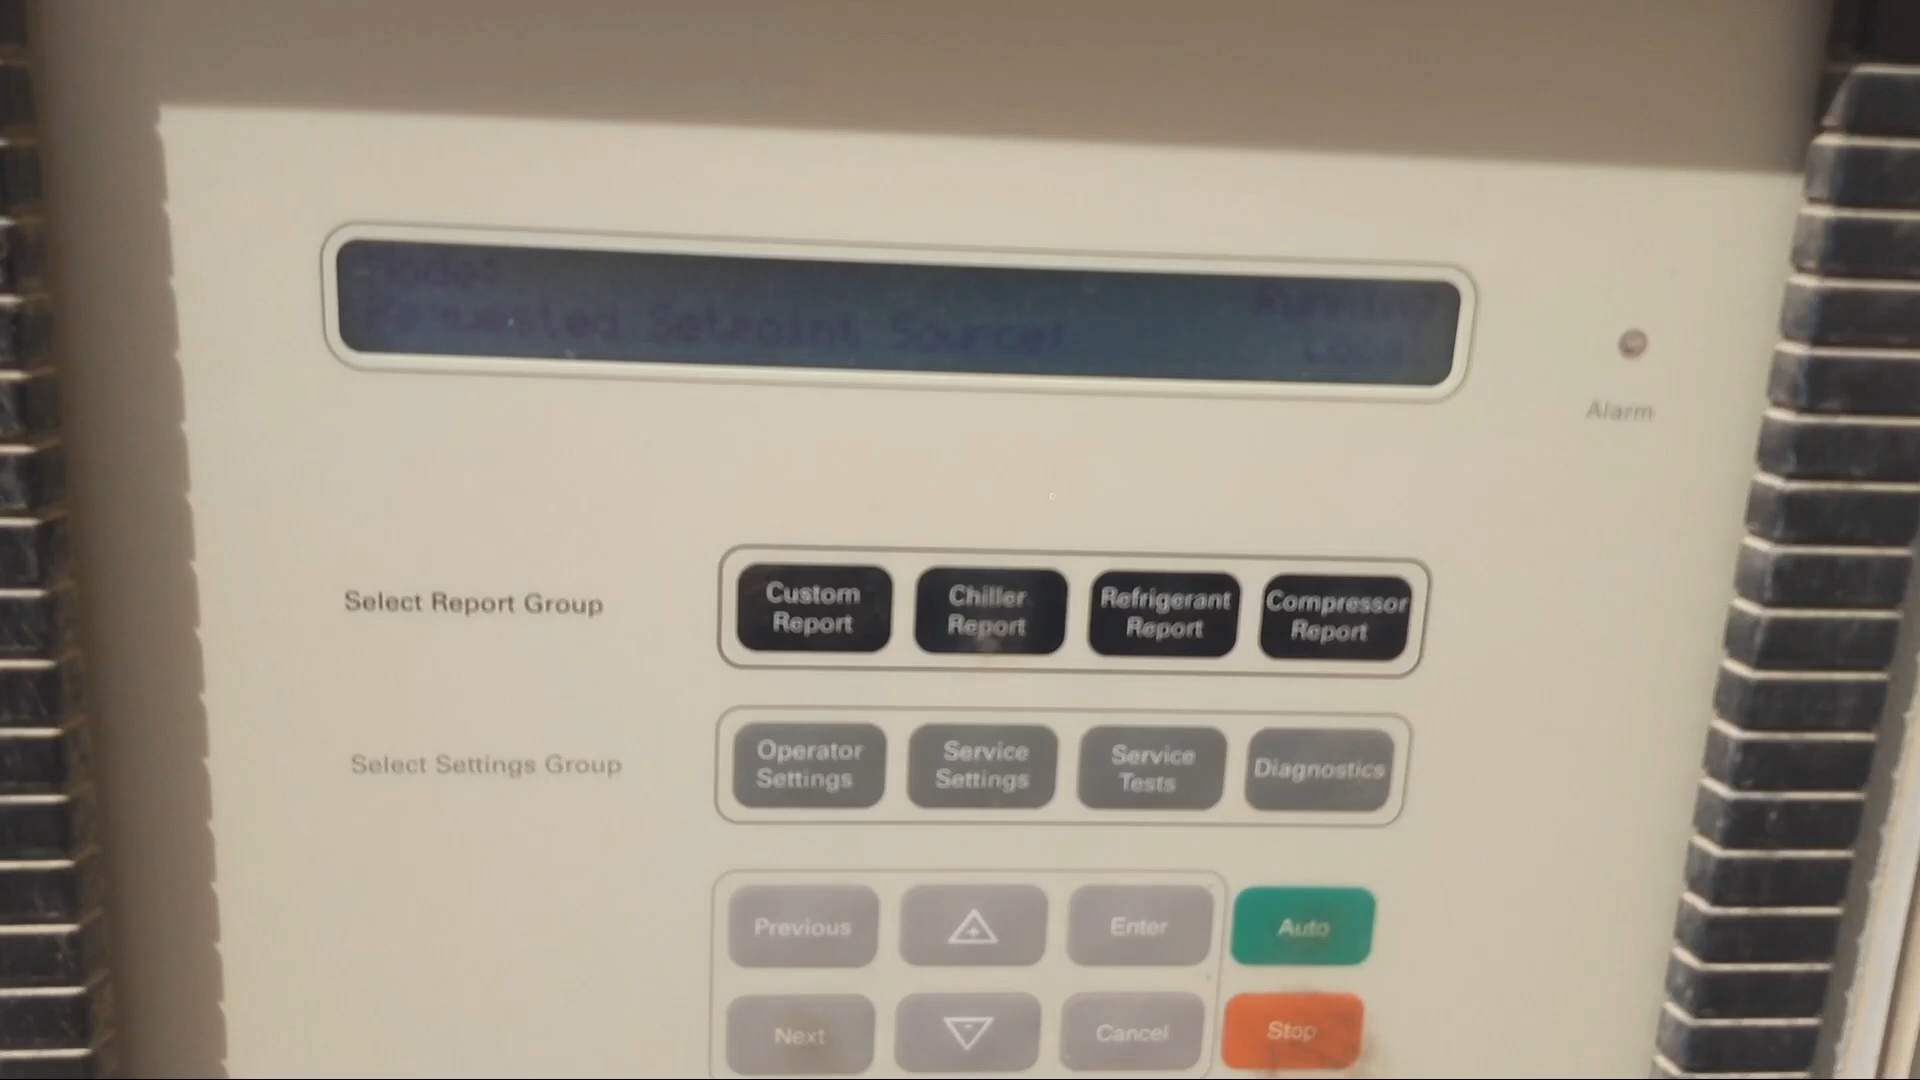 Mode: Running
Requested Setpoint Source: Local
Alarm
Select Report Group
Custom Report
Chiller Report
Refrigerant Report
Compressor Report
Select Settings Group
Operator Settings
Service Settings
Service Tests
Diagnostics
Previous
+
Enter
Auto
Next
-
Cancel
Stop